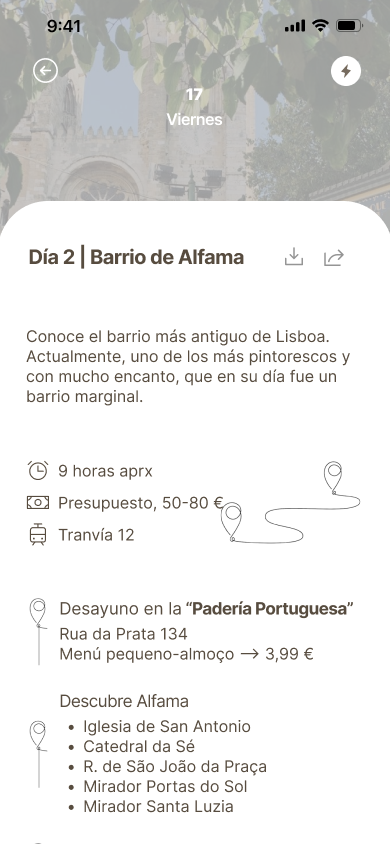 9:41
17
Viernes
Día 2 | Barrio de Alfama
Conoce el barrio más antiguo de Lisboa.
Actualmente, uno de los más pintorescos y
con mucho encanto, que en su día fue un
barrio marginal.
9 horas aprx
Presupuesto, 50-80 €
Tranvía 12
Desayuno en la “Padería Portuguesa”
Rua da Prata 134
Menú pequeno-almoço → 3,99 €
Descubre Alfama
• Iglesia de San Antonio
• Catedral da Sé
• R. de São João da Praça
• Mirador Portas do Sol
• Mirador Santa Luzia